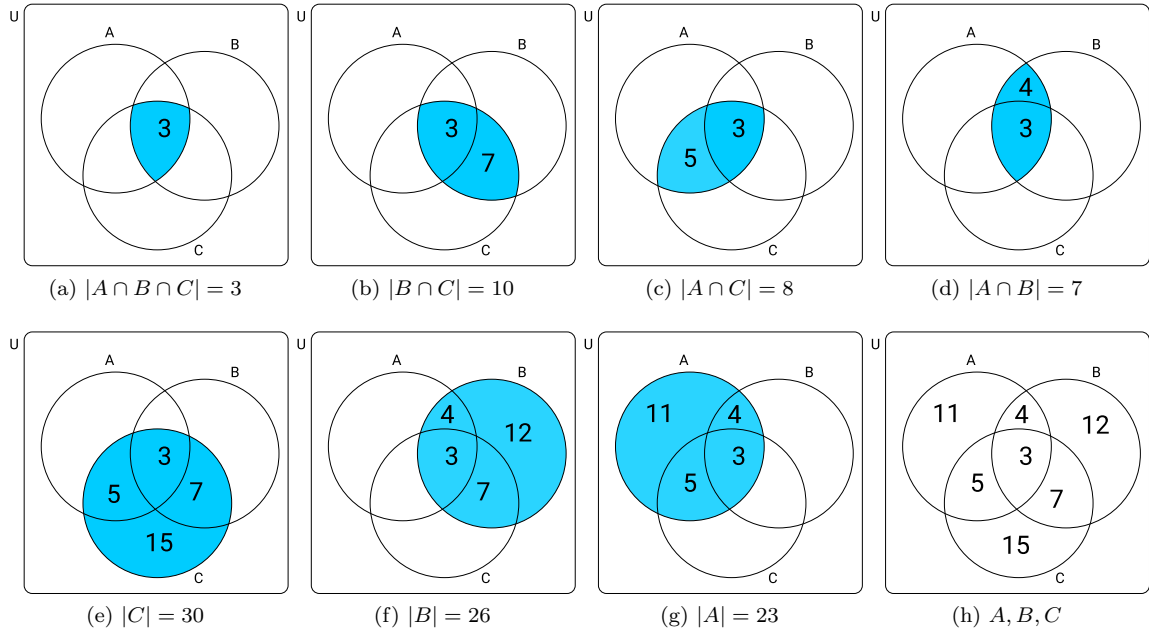 U A B 3 C
U A B 3 7 C
U A B 3 5 C
U A B 4 3 C
(a) |A ∩ B ∩ C| = 3
(b) |B ∩ C| = 10
(c) |A ∩ C| = 8
(d) |A ∩ B| = 7
U A B 3 5 7 15 C
U A B 4 12 3 7 C
U A B 11 4 3 5 C
U A B 11 4 12 3 5 7 15 C
(e) |C| = 30
(f) |B| = 26
(g) |A| = 23
(h) A, B, C